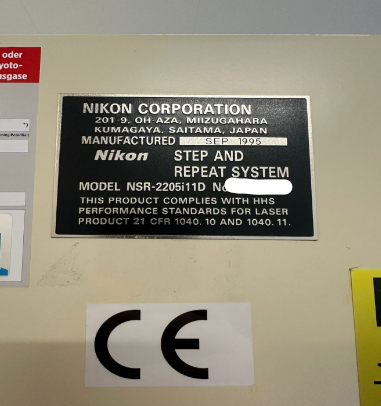 oder
yoto-
usgase
NIKON CORPORATION
201-9, OH-AZA, MIIZUGAHARA
KUMAGAYA, SAITAMA, JAPAN
MANUFACTURED SEP 1995
Nikon STEP AND
REPEAT SYSTEM
MODEL NSR-2205i11D No
THIS PRODUCT COMPLIES WITH HHS
PERFORMANCE STANDARDS FOR LASER
PRODUCT 21 CFR 1040.10 AND 1040.11.
CE